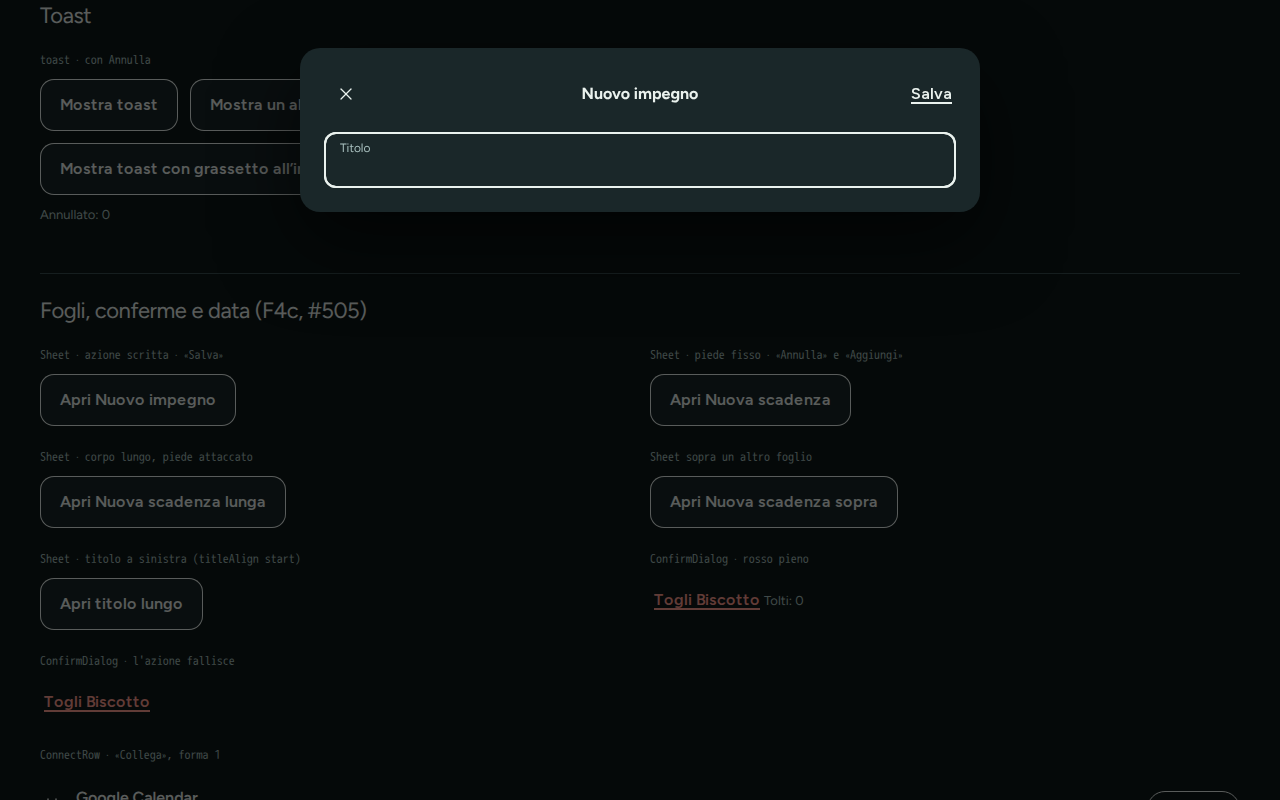 Toast
toast · con Annulla
Mostra toast
Mostra un al
Mostra toast con grassetto all'in
Annullato: 0
Nuovo impegno
Salva
Titolo
Fogli, conferme e data (F4c, #505)
Sheet · azione scritta · «Salva»
Apri Nuovo impegno
Sheet · piede fisso · «Annulla» e «Aggiungi»
Apri Nuova scadenza
Sheet · corpo lungo, piede attaccato
Apri Nuova scadenza lunga
Sheet sopra un altro foglio
Apri Nuova scadenza sopra
Sheet · titolo a sinistra (titleAlign start)
Apri titolo lungo
ConfirmDialog · rosso pieno
Togli Biscotto Tolti: 0
ConfirmDialog · l'azione fallisce
Togli Biscotto
ConnectRow · «Collega», forma 1
Google Calendar